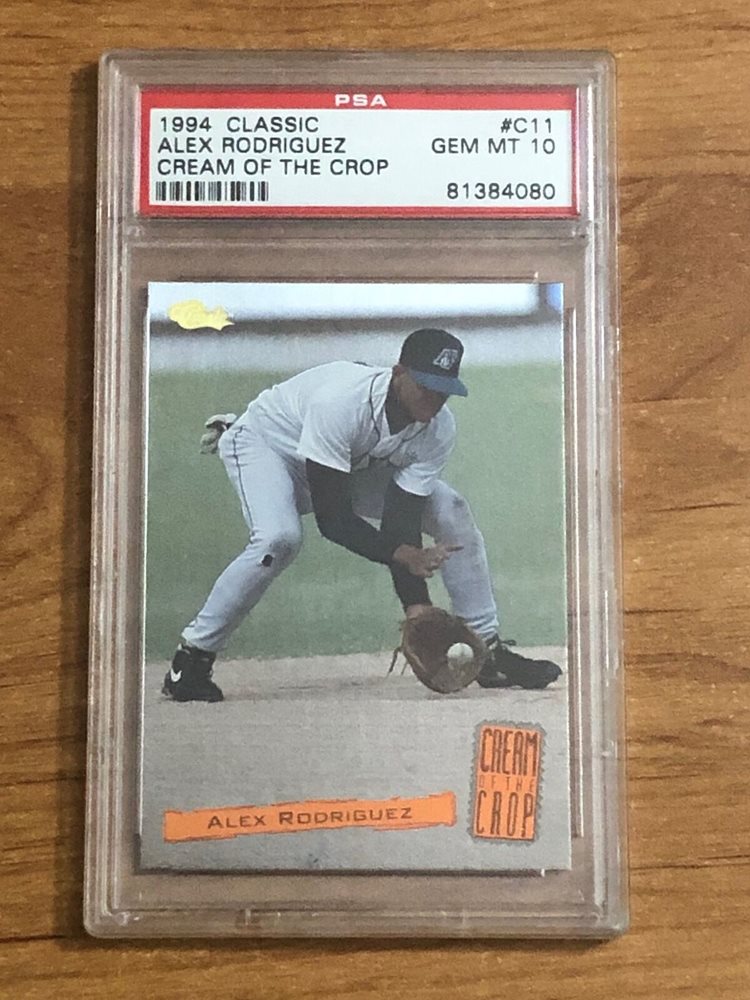 PSA
1994 CLASSIC #C11
ALEX RODRIGUEZ GEM MT 10
CREAM OF THE CROP
81384080
CREAM
OF THE
CROP
ALEX RODRIGUEZ